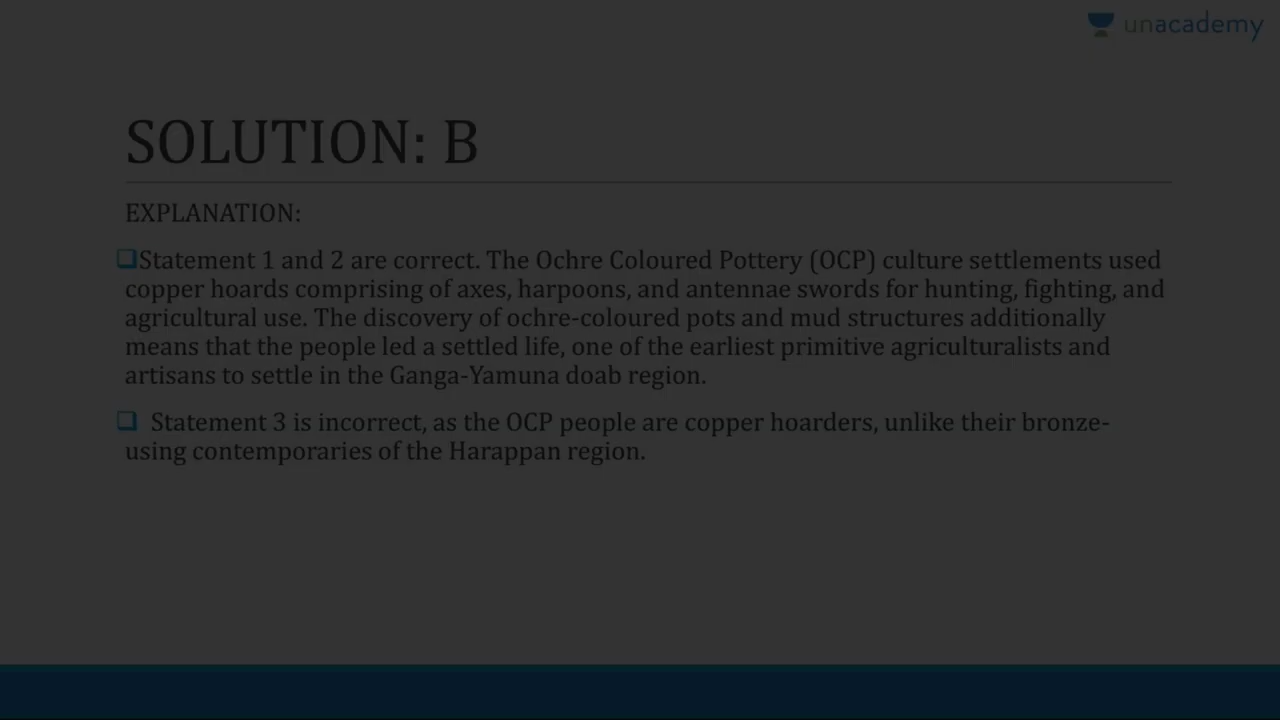 unacademy
SOLUTION: B
EXPLANATION:
Statement 1 and 2 are correct. The Ochre Coloured Pottery (OCP) culture settlements used
copper hoards comprising of axes, harpoons, and antennae swords for hunting, fighting, and
agricultural use. The discovery of ochre-coloured pots and mud structures additionally
means that the people led a settled life, one of the earliest primitive agriculturalists and
artisans to settle in the Ganga-Yamuna doab region.
Statement 3 is incorrect, as the OCP people are copper hoarders, unlike their bronze-
using contemporaries of the Harappan region.